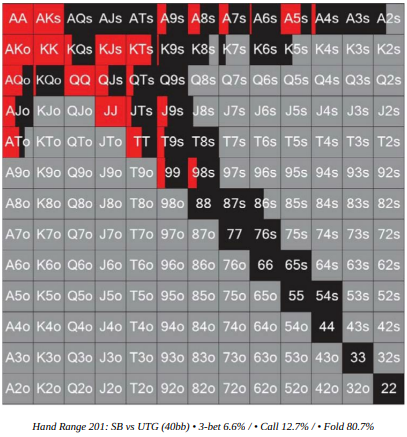 AA AKs AQs AJs ATs A9s A8s A7s A6s A5s A4s A3s A2s
AKo KK KQs KJs KTs K9s K8s K7s K6s K5s K4s K3s K2s
AQo KQo QQ QJs QTs Q9s Q8s Q7s Q6s Q5s Q4s Q3s Q2s
AJo KJo QJo JJ JTs J9s J8s J7s J6s J5s J4s J3s J2s
ATo KTo QTo JTo TT T9s T8s T7s T6s T5s T4s T3s T2s
A9o K9o Q9o J9o T9o 99 98s 97s 96s 95s 94s 93s 92s
A8o K8o Q8o J8o T8o 98o 88 87s 86s 85s 84s 83s 82s
A7o K7o Q7o J7o T7o 97o 87o 77 76s 75s 74s 73s 72s
A6o K6o Q6o J6o T6o 96o 86o 76o 66 65s 64s 63s 62s
A5o K5o Q5o J5o T5o 95o 85o 75o 65o 55 54s 53s 52s
A4o K4o Q4o J4o T4o 94o 84o 74o 64o 54o 44 43s 42s
A3o K3o Q3o J3o T3o 93o 83o 73o 63o 53o 43o 33 32s
A2o K2o Q2o J2o T2o 92o 82o 72o 62o 52o 42o 32o 22
Hand Range 201: SB vs UTG (40bb) • 3-bet 6.6% / • Call 12.7% / • Fold 80.7%